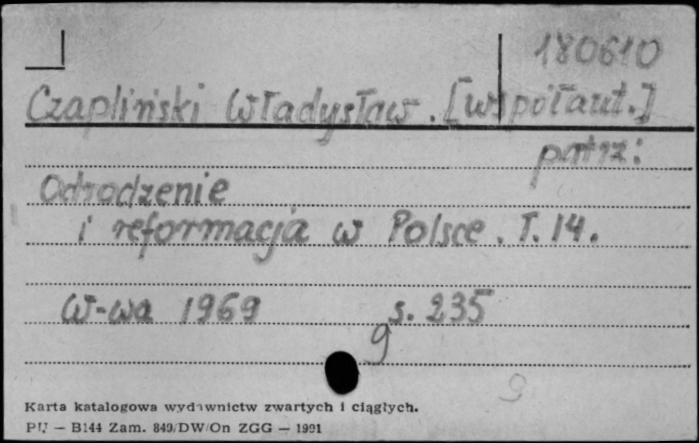 180610
Czapliński Władysław. [współaut.]
patrz:
Odrodzenie
i reformacja w Polsce. T. 14.
W-wa 1969 s. 235
9
9
Karta katalogowa wydawnictw zwartych i ciągłych.
PU — B144 Zam. 849/DW/On ZGG — 1991